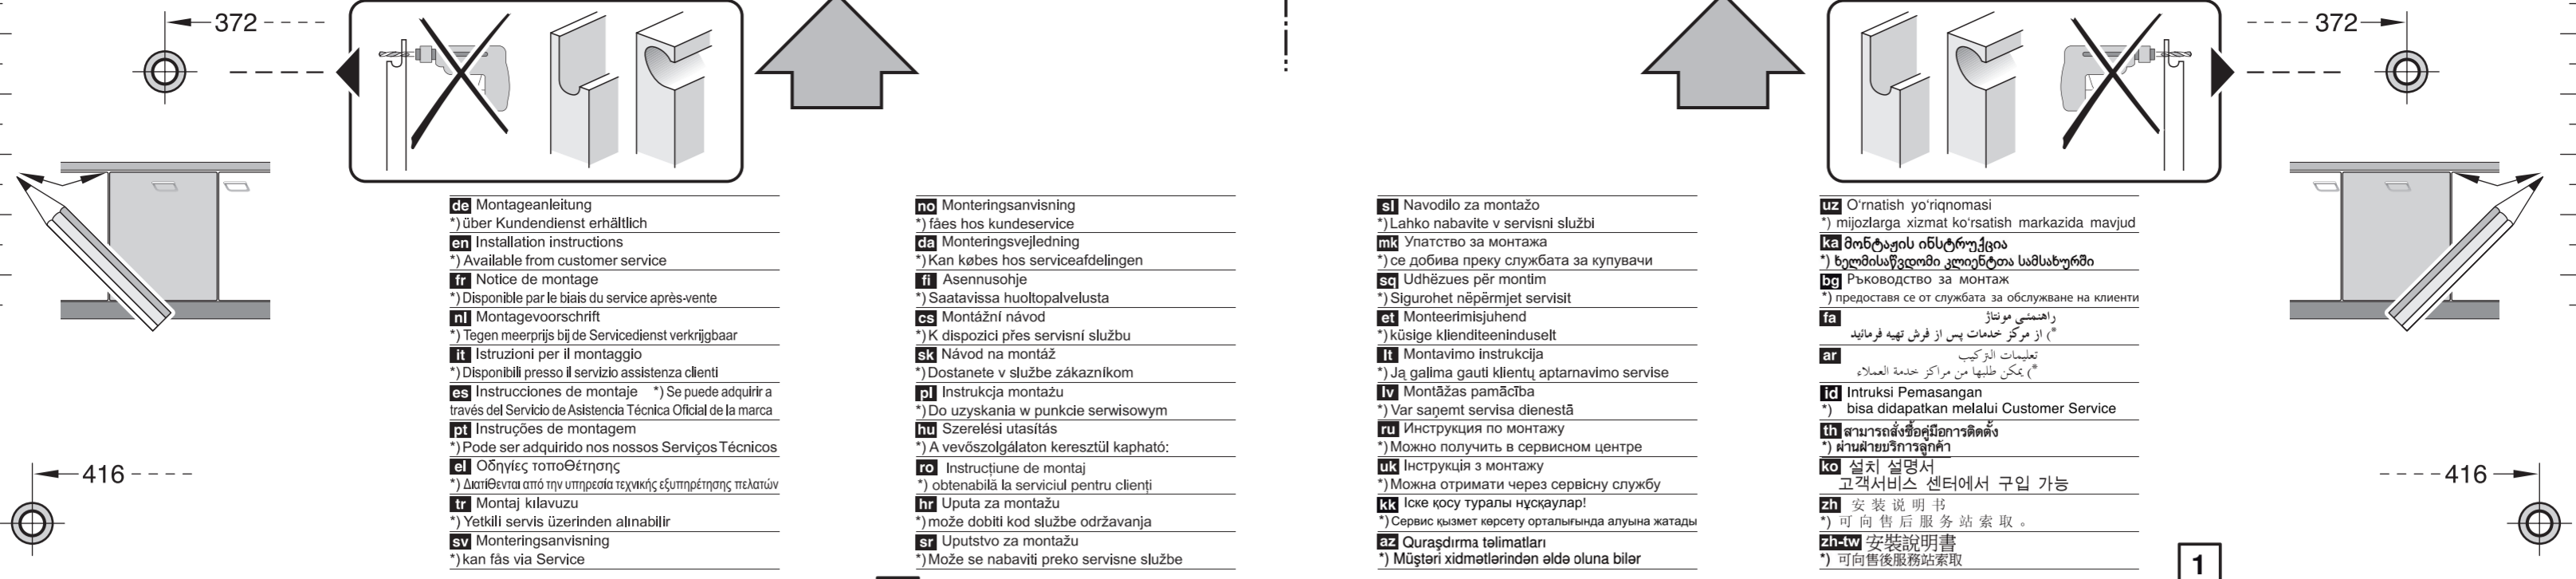 372
372
de Montageanleitung
*) über Kundendienst erhältlich
en Installation instructions
*) Available from customer service
fr Notice de montage
*) Disponible par le biais du service après-vente
nl Montagevoorschrift
*) Tegen meerprijs bij de Servicedienst verkrijgbaar
it Istruzioni per il montaggio
*) Disponibili presso il servizio assistenza clienti
es Instrucciones de montaje *) Se puede adquirir a
través del Servicio de Asistencia Técnica Oficial de la marca
pt Instruções de montagem
*) Pode ser adquirido nos nossos Serviços Técnicos
el Οδηγίες τοποθέτησης
*) Διατίθενται από την υπηρεσία τεχνικής εξυπηρέτησης πελατών
tr Montaj kılavuzu
*) Yetkili servis üzerinden alınabilir
sv Monteringsanvisning
*) kan fås via Service
no Monteringsanvisning
*) fåes hos kundeservice
da Monteringsvejledning
*) Kan købes hos serviceafdelingen
fi Asennusohje
*) Saatavissa huoltopalvelusta
cs Montážní návod
*) K dispozici přes servisní službu
sk Návod na montáž
*) Dostanete v službe zákazníkom
pl Instrukcja montażu
*) Do uzyskania w punkcie serwisowym
hu Szerelési utasítás
*) A vevőszolgálaton keresztül kapható:
ro Instrucțiune de montaj
*) obtenabilă la serviciul pentru clienți
hr Uputa za montažu
*) može dobiti kod službe održavanja
sr Uputstvo za montažu
*) Može se nabaviti preko servisne službe
sl Navodilo za montažo
*) Lahko nabavite v servisni službi
mk Упатство за монтажа
*) се добива преку службата за купувачи
sq Udhëzues për montim
*) Sigurohet nëpërmjet servisit
et Monteerimisjuhend
*) küsige klienditeeninduselt
lt Montavimo instrukcija
*) Ją galima gauti klientų aptarnavimo servise
lv Montāžas pamācība
*) Var saņemt servisa dienestā
ru Инструкция по монтажу
*) Можно получить в сервисном центре
uk Інструкція з монтажу
*) Можна отримати через сервісну службу
kk Іске қосу туралы нұсқаулар!
*) Сервис қызмет көрсету орталығында алуына жатады
az Quraşdırma təlimatları
*) Müştəri xidmətlərindən əldə oluna bilər
uz O‘rnatish yo‘riqnomasi
*) mijozlarga xizmat ko‘rsatish markazida mavjud
ka მონტაჟის ინსტრუქცია
*) ხელმისაწვდომი კლიენტთა სამსახურში
bg Ръководство за монтаж
*) предоставя се от службата за обслужване на клиенти
fa راهنمئی مونتاژ
*) از مرکز خدمات پس از فرش تهیه فرمائید
ar تعليمات التركيب
*) يمكن طلبها من مراكز خدمة العملاء
id Intruksi Pemasangan
*) bisa didapatkan melalui Customer Service
th สามารถสั่งซื้อคู่มือการติดตั้ง
*) ผ่านฝ่ายบริการลูกค้า
ko 설치 설명서
고객서비스 센터에서 구입 가능
zh 安装说明书
*) 可向售后服务站索取。
zh-tw 安裝說明書
*) 可向售後服務站索取
416
416
1